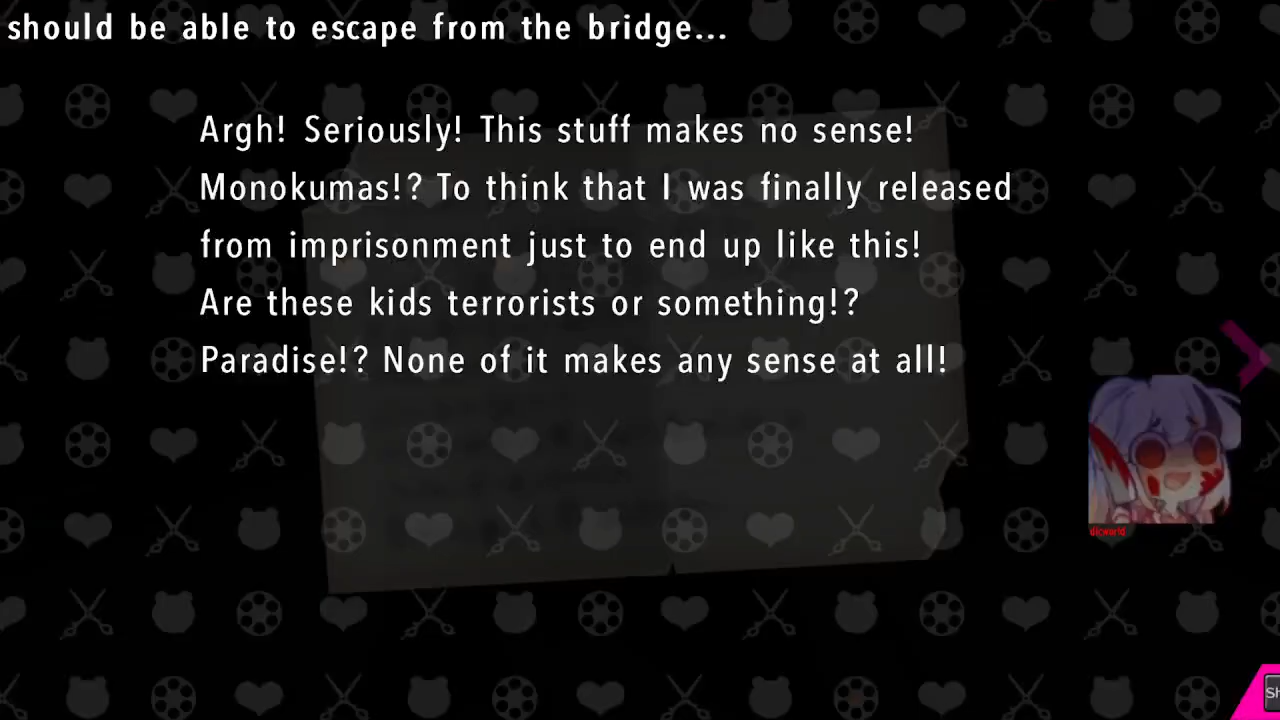 should be able to escape from the bridge...
Argh! Seriously! This stuff makes no sense!
Monokumas!? To think that I was finally released
from imprisonment just to end up like this!
Are these kids terrorists or something!?
Paradise!? None of it makes any sense at all!
dicworld
Sh